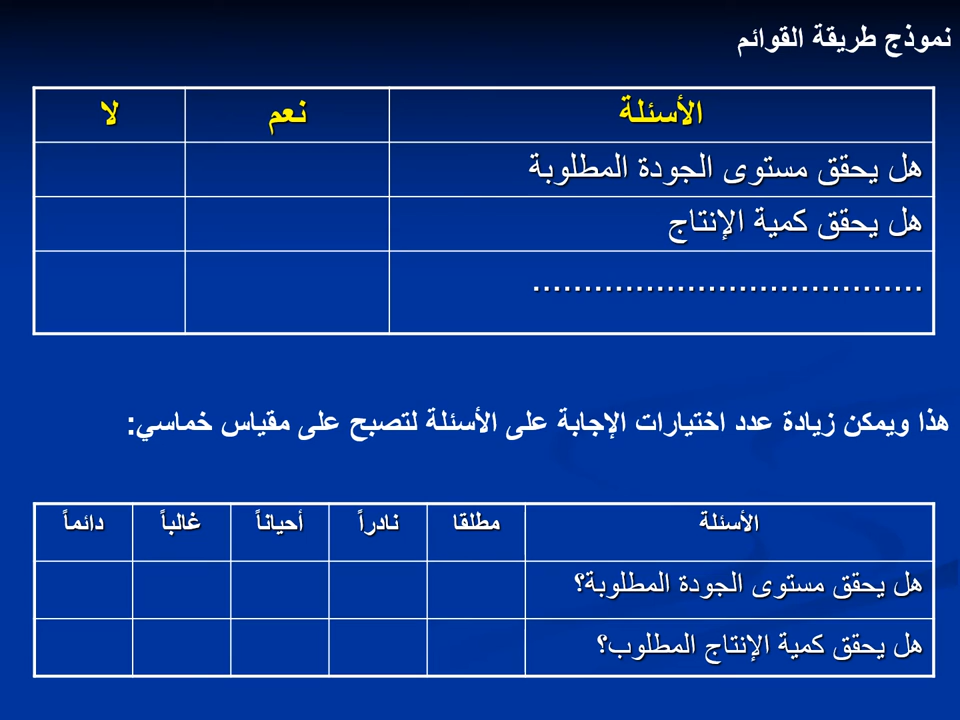 نموذج طريقة القوائم
الأسئلة نعم لا
هل يحقق مستوى الجودة المطلوبة
هل يحقق كمية الإنتاج
......................................
هذا ويمكن زيادة عدد اختيارات الإجابة على الأسئلة لتصبح على مقياس خماسي:
الأسئلة مطلقا نادراً أحياناً غالباً دائماً
هل يحقق مستوى الجودة المطلوبة؟
هل يحقق كمية الإنتاج المطلوب؟